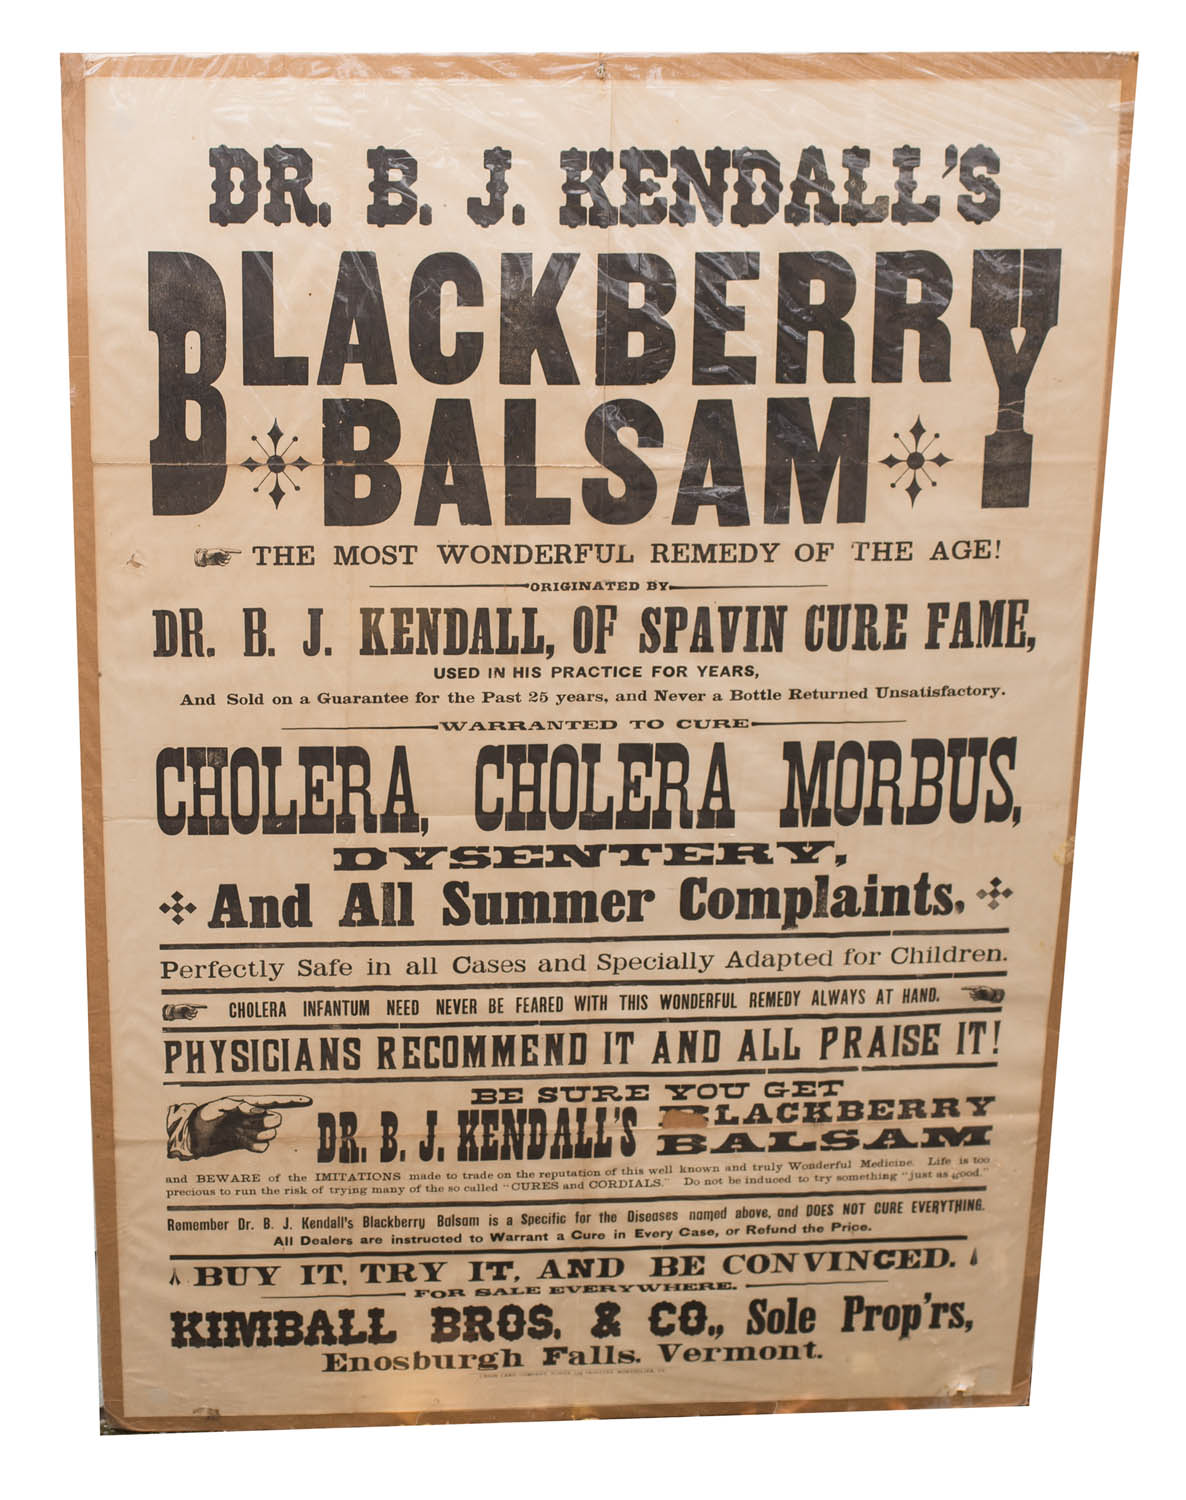 DR. B. J. KENDALL'S
BLACKBERRY
BALSAM
THE MOST WONDERFUL REMEDY OF THE AGE!
ORIGINATED BY
DR. B. J. KENDALL, OF SPAVIN CURE FAME,
USED IN HIS PRACTICE FOR YEARS,
And Sold on a Guarantee for the Past 25 years, and Never a Bottle Returned Unsatisfactory.
WARRANTED TO CURE
CHOLERA, CHOLERA MORBUS,
DYSENTERY,
And All Summer Complaints,
Perfectly Safe in all Cases and Specially Adapted for Children.
CHOLERA INFANTUM NEED NEVER BE FEARED WITH THIS WONDERFUL REMEDY ALWAYS AT HAND.
PHYSICIANS RECOMMEND IT AND ALL PRAISE IT!
BE SURE YOU GET
DR. B. J. KENDALL'S BLACKBERRY
BALSAM
and BEWARE of the IMITATIONS made to trade on the reputation of this well known and truly Wonderful Medicine. Life is too
precious to run the risk of trying many of the so called "CURES and CORDIALS." Do not be induced to try something "just as good."
Remember Dr. B. J. Kendall's Blackberry Balsam is a Specific for the Diseases named above, and DOES NOT CURE EVERYTHING.
All Dealers are instructed to Warrant a Cure in Every Case, or Refund the Price.
BUY IT, TRY IT, AND BE CONVINCED.
FOR SALE EVERYWHERE.
KIMBALL BROS. & CO., Sole Prop'rs,
Enosburgh Falls, Vermont.